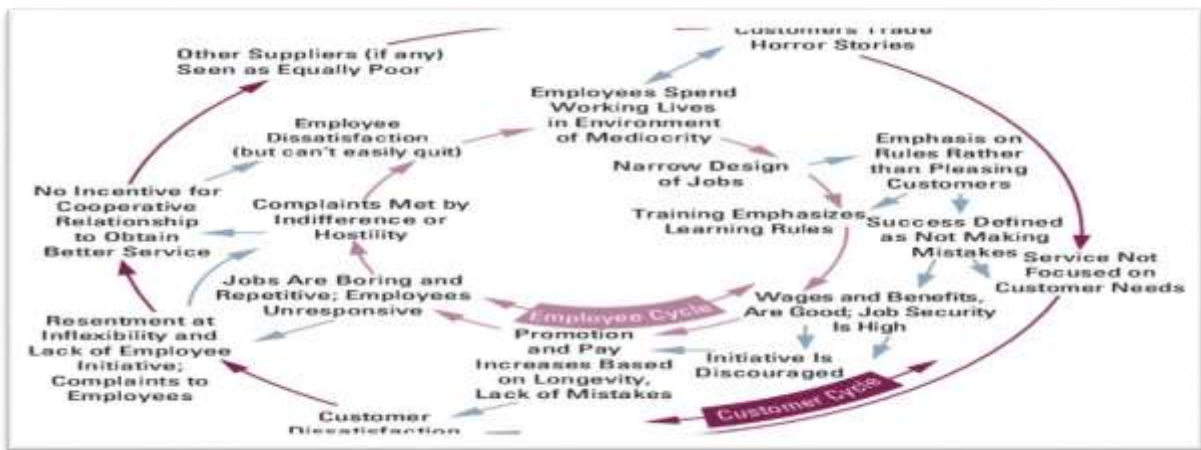 Customers Trade
Horror Stories
Other Suppliers (if any)
Seen as Equally Poor
Employees Spend
Working Lives
in Environment
of Mediocrity
Employee
Dissatisfaction
(but can't easily quit)
Emphasis on
Rules Rather
than Pleasing
Customers
Narrow Design
of Jobs
No Incentive for
Cooperative
Relationship
to Obtain
Better Service
Complaints Met by
Indifference or
Hostility
Training Emphasizes
Learning Rules
Success Defined
as Not Making
Mistakes
Service Not
Focused on
Customer Needs
Jobs Are Boring and
Repetitive; Employees
Unresponsive
Employee Cycle
Wages and Benefits,
Are Good; Job Security
Is High
Resentment at
Inflexibility and
Lack of Employee
Initiative;
Complaints to
Employees
Promotion
and Pay
Increases Based
on Longevity,
Lack of Mistakes
Initiative Is
Discouraged
Customer Cycle
Customer
Dissatisfaction